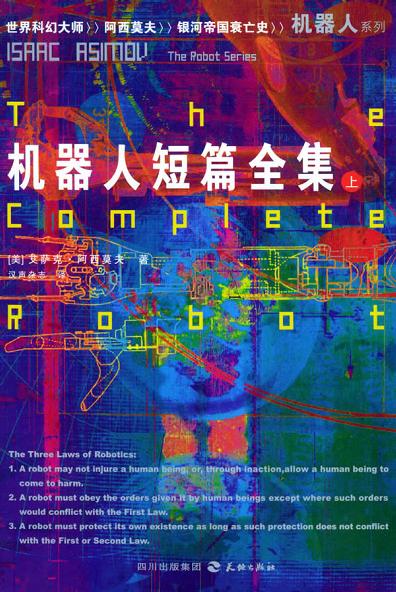 世界科幻大师〉〉阿西莫夫〉〉银河帝国衰亡史〉〉机器人系列
ISAAC ASIMOV The Robot Series
The
机器人短篇全集 上
Complete
[美] 艾萨克·阿西莫夫 著
汉声杂志 译
Robot
The Three Laws of Robotics:
1. A robot may not injure a human being, or, through inaction,allow a human being to
come to harm.
2. A robot must obey the orders given it by human beings except where such orders
would conflict with the First Law.
3. A robot must protect its own existence as long as such protection does not conflict
with the First or Second Law.
四川出版集团 天地出版社